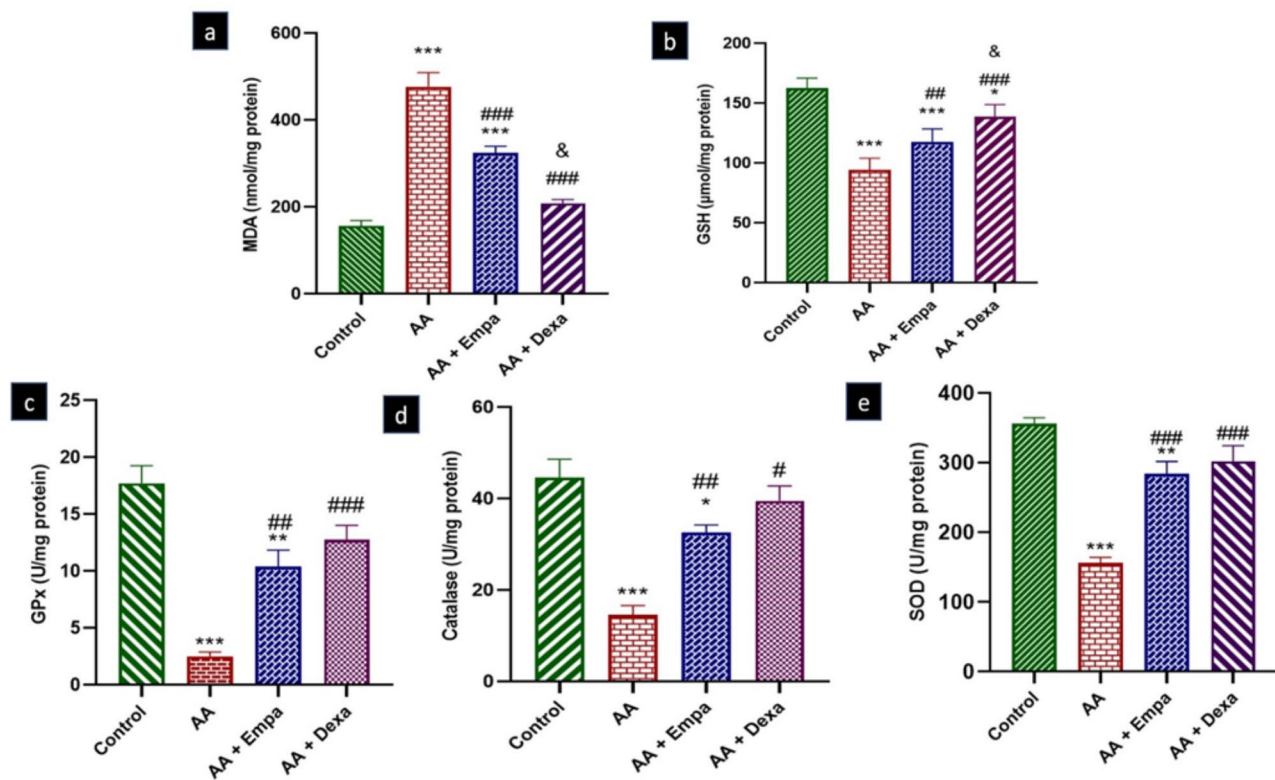 a
MDA (nmol/mg protein)
600
400
200
0
***
###
***
&
###
Control
AA
AA + Empa
AA + Dexa
b
GSH (µmol/mg protein)
200
150
100
50
0
***
##
***
&
###
*
Control
AA
AA + Empa
AA + Dexa
c
GPx (U/mg protein)
25
20
15
10
5
0
***
##
**
###
Control
AA
AA + Empa
AA + Dexa
d
Catalase (U/mg protein)
60
40
20
0
***
##
*
#
Control
AA
AA + Empa
AA + Dexa
e
SOD (U/mg protein)
400
300
200
100
0
***
###
**
###
Control
AA
AA + Empa
AA + Dexa